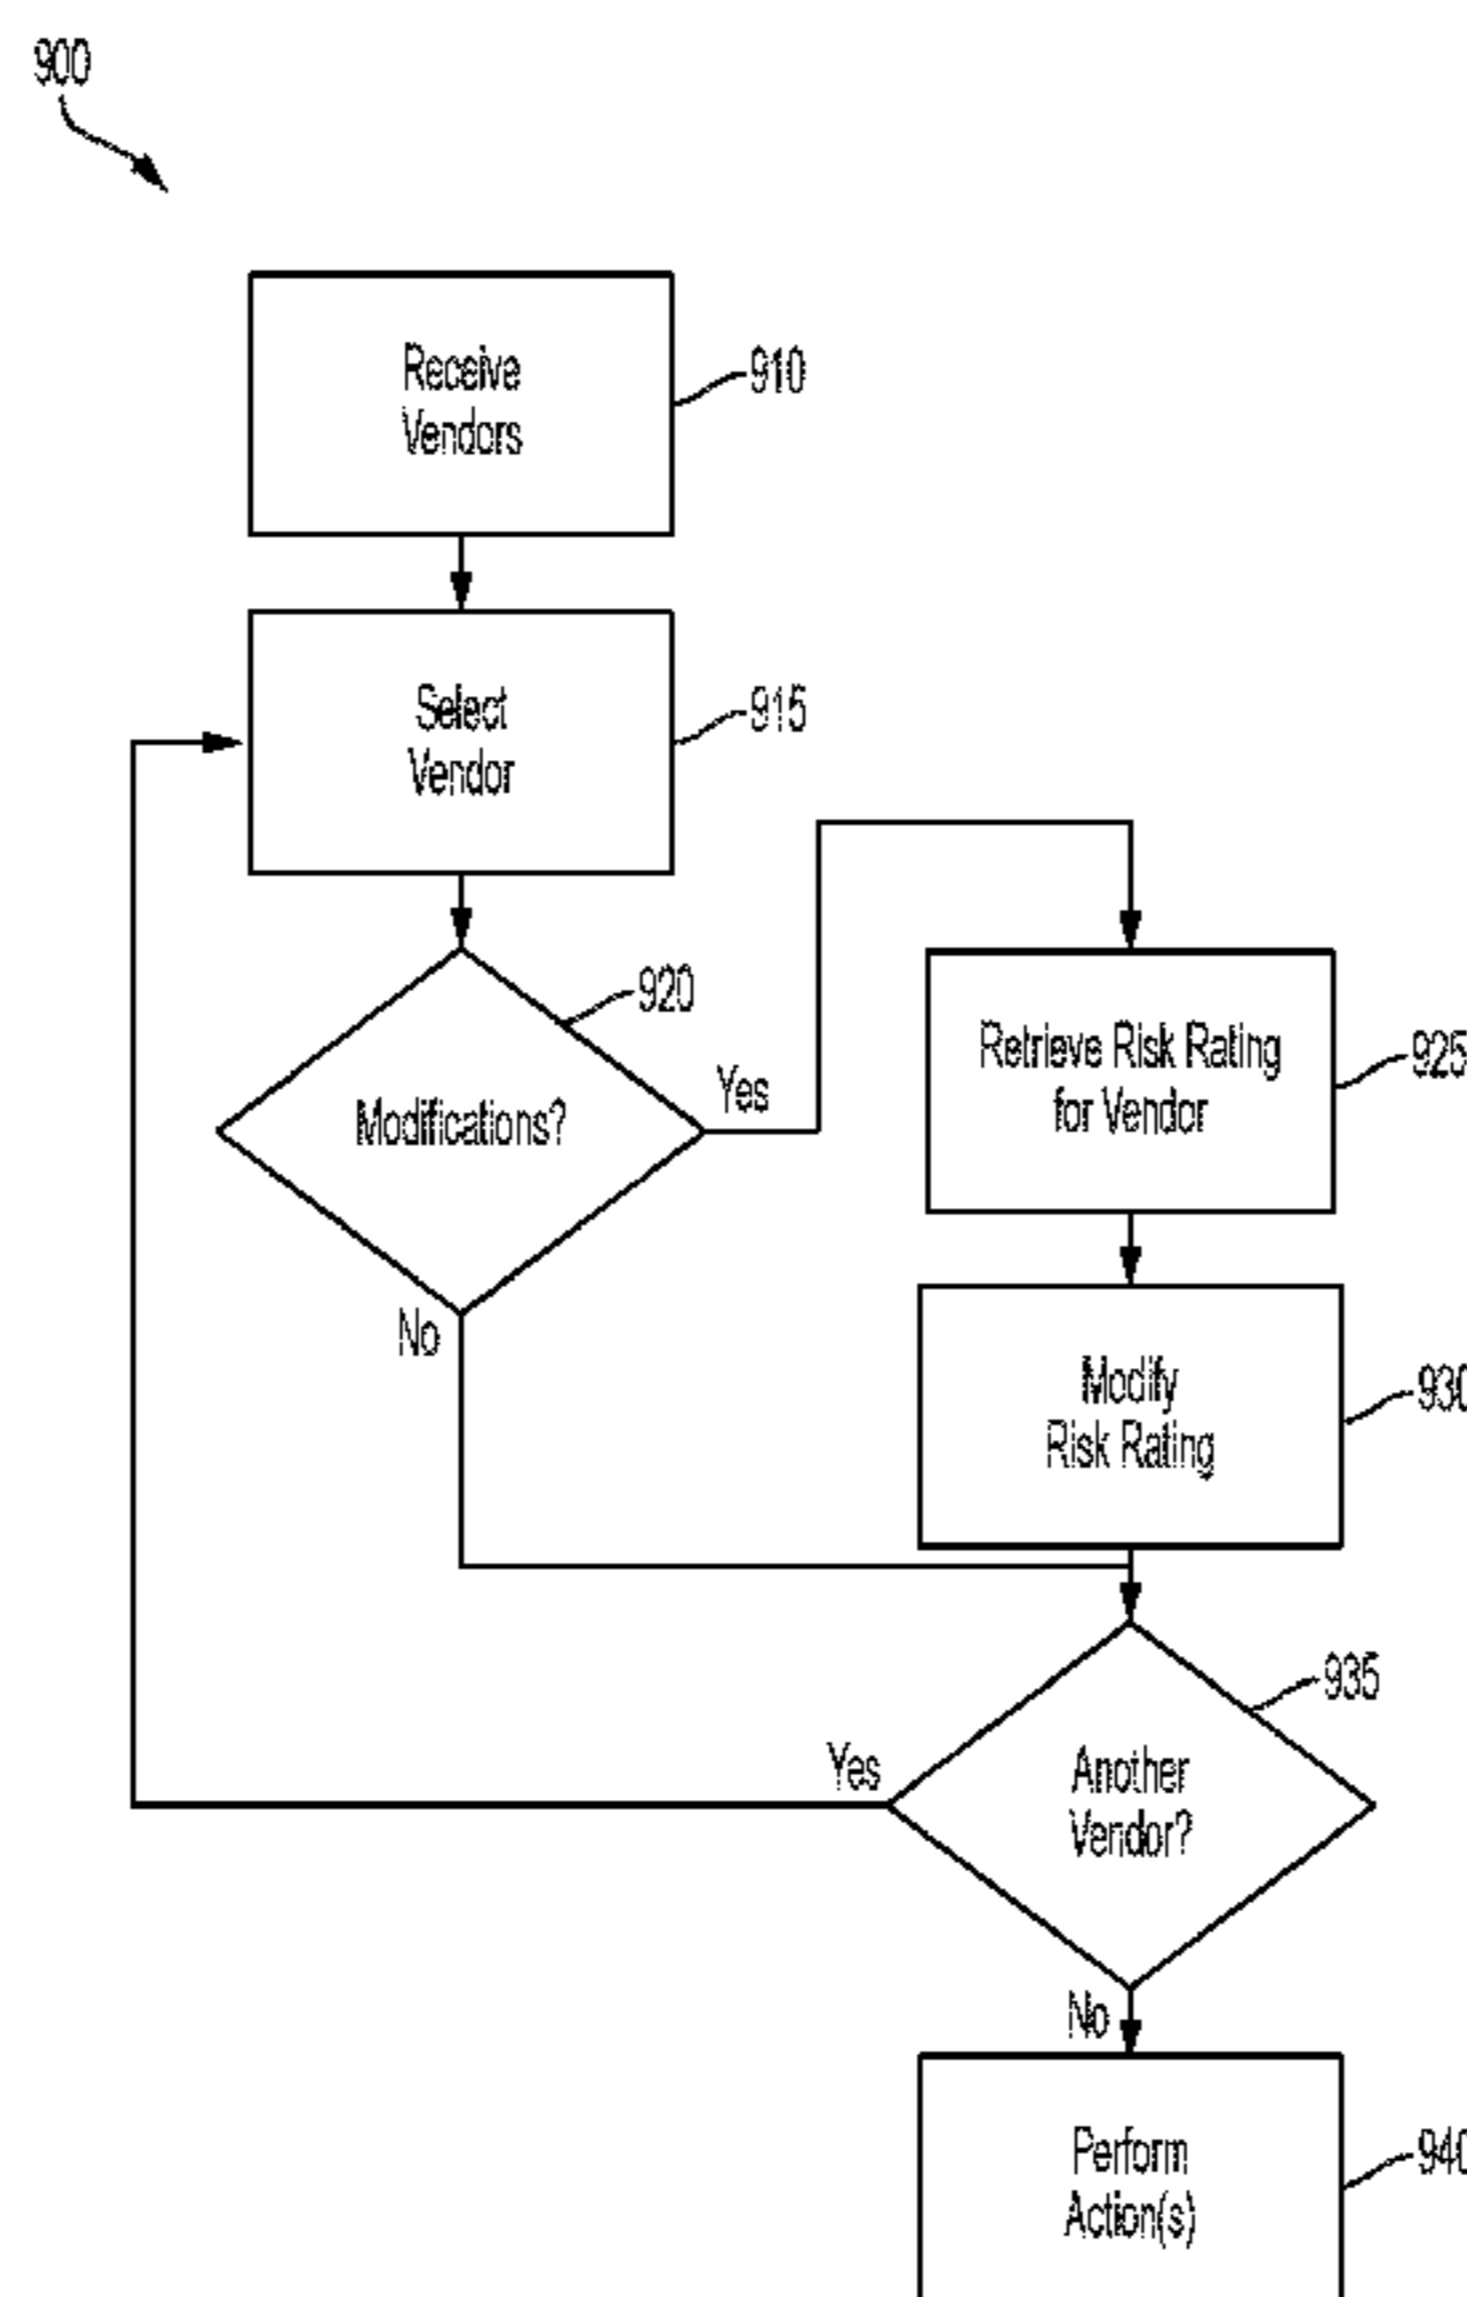 900
Receive
Vendors
910
Select
Vendor
915
920
Modifications?
Yes
No
Retrieve Risk Rating
for Vendor
925
Modify
Risk Rating
930
935
Another
Vendor?
Yes
No
Perform
Action(s)
940